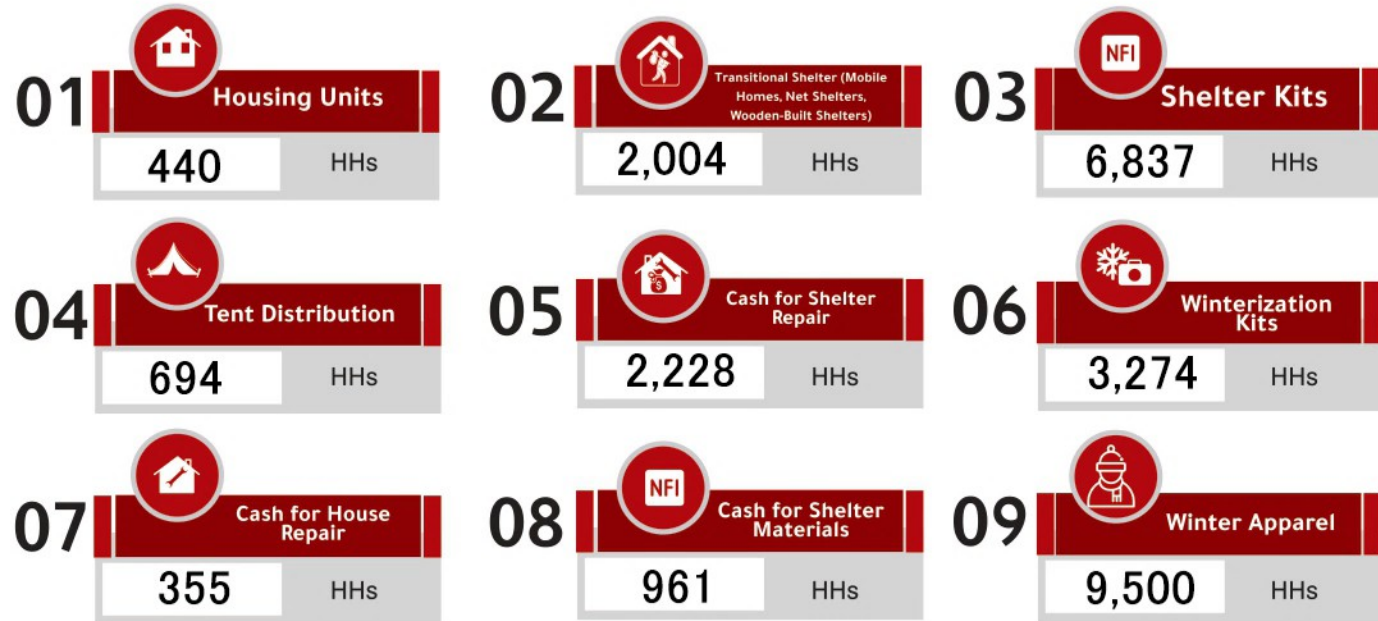 01
Housing Units
440 HHs
02
Transitional Shelter (Mobile
Homes, Net Shelters,
Wooden-Built Shelters)
2,004 HHs
03
NFI
Shelter Kits
6,837 HHs
04
Tent Distribution
694 HHs
05
$
Cash for Shelter
Repair
2,228 HHs
06
Winterization
Kits
3,274 HHs
07
Cash for House
Repair
355 HHs
08
NFI
Cash for Shelter
Materials
961 HHs
09
Winter Apparel
9,500 HHs